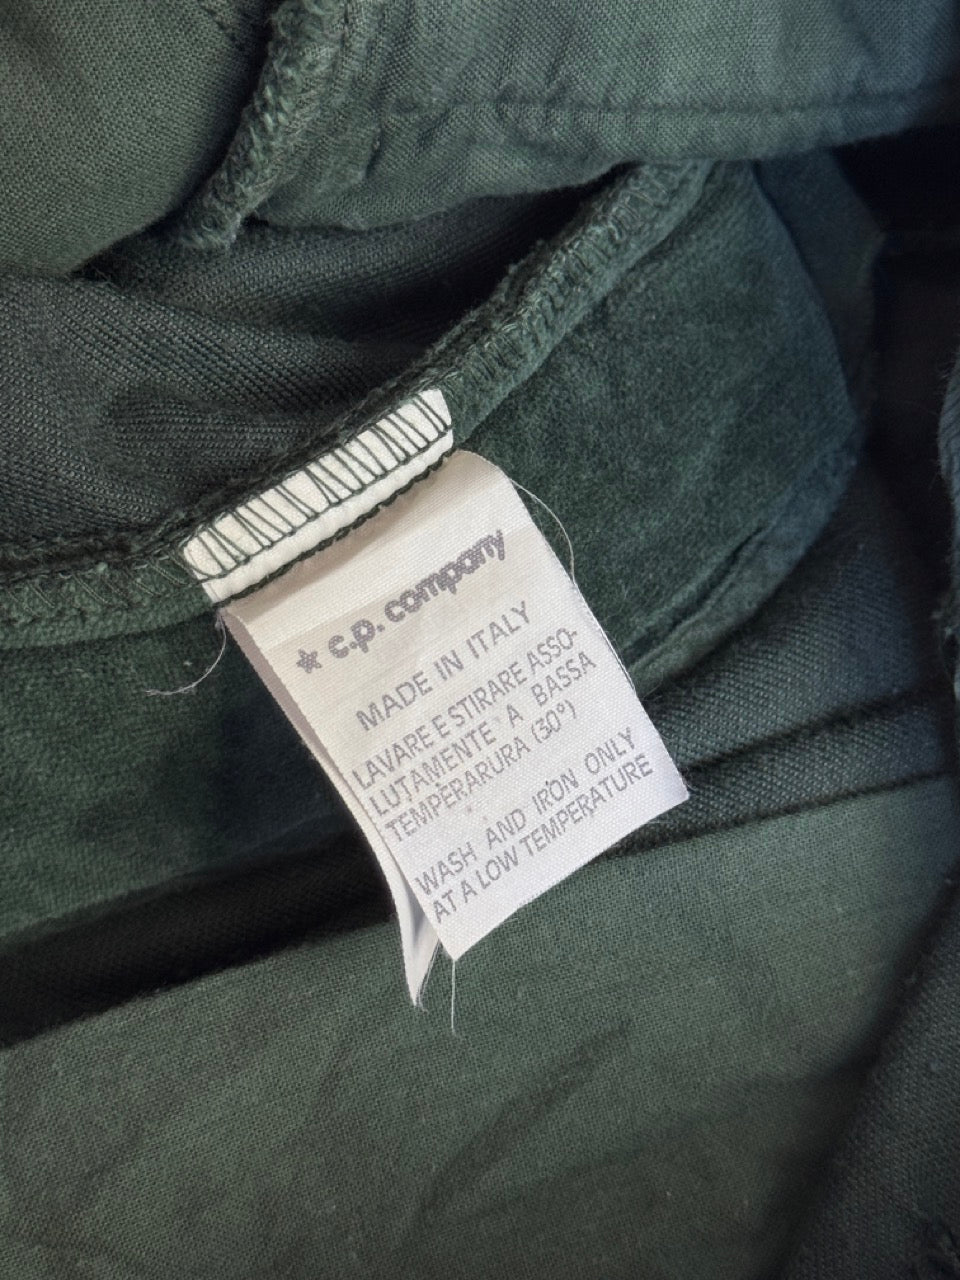 c.p. company
MADE IN ITALY
LAVARE E STIRARE ASSO-
LUTAMENTE A BASSA
TEMPERARURA (30°)
WASH AND IRON ONLY
AT A LOW TEMPERATURE